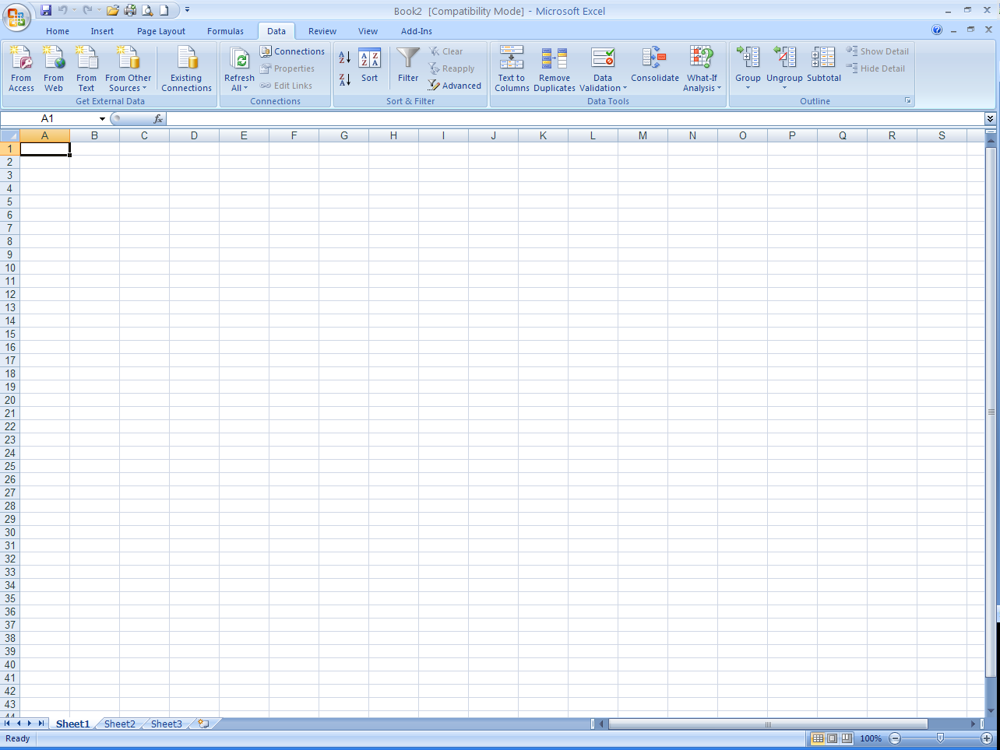 Book2 [Compatibility Mode] - Microsoft Excel
Home Insert Page Layout Formulas Data Review View Add-Ins
From Access From Web From Text From Other Sources Existing Connections
Get External Data
Refresh All Connections Properties Edit Links
Connections
Sort Filter Clear Reapply Advanced
Sort & Filter
Text to Columns Remove Duplicates Data Validation Consolidate What-If Analysis
Data Tools
Group Ungroup Subtotal Show Detail Hide Detail
Outline
A1 fx
A B C D E F G H I J K L M N O P Q R S
1
2
3
4
5
6
7
8
9
10
11
12
13
14
15
16
17
18
19
20
21
22
23
24
25
26
27
28
29
30
31
32
33
34
35
36
37
38
39
40
41
42
43
44
Sheet1 Sheet2 Sheet3
Ready 100%